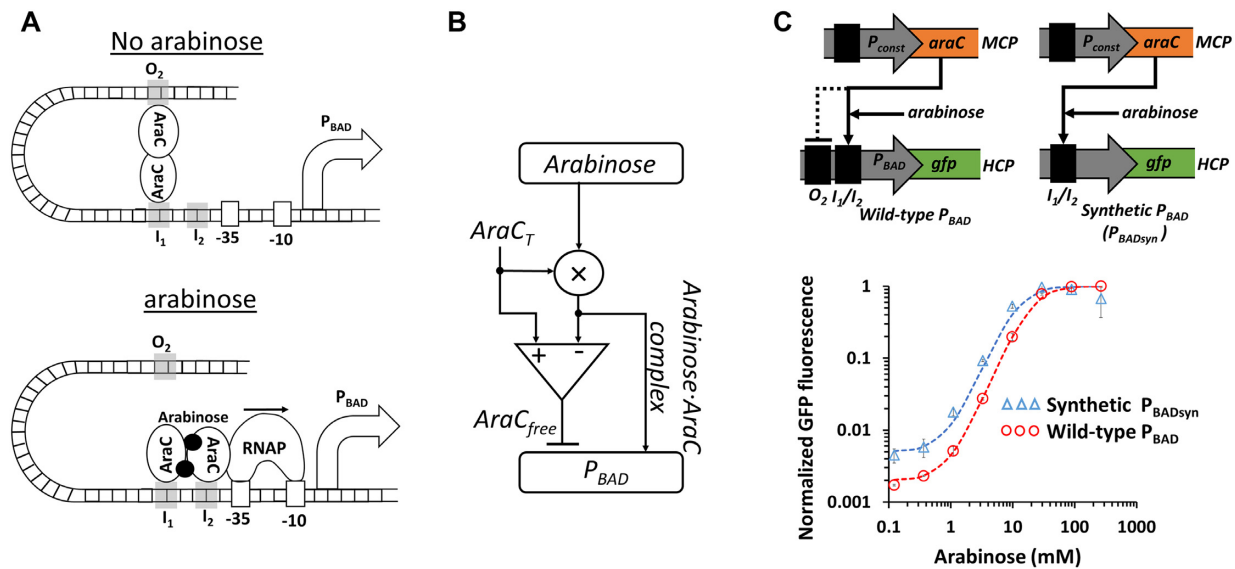 A
No arabinose
O2
AraC
AraC
PBAD
I1 I2 -35 -10
arabinose
O2
PBAD
Arabinose
AraC AraC RNAP
I1 I2 -35 -10
B
Arabinose
AraCT
×
+ -
AraCfree
Arabinose·AraC
complex
PBAD
C
Pconst araC MCP
arabinose
PBAD gfp HCP
O2 I1/I2
Wild-type PBAD
Pconst araC MCP
arabinose
gfp HCP
I1/I2
Synthetic PBAD
(PBADsyn)
Normalized GFP fluorescence
1
0.1
0.01
0.001
Synthetic PBADsyn
Wild-type PBAD
0.1 1 10 100 1000
Arabinose (mM)